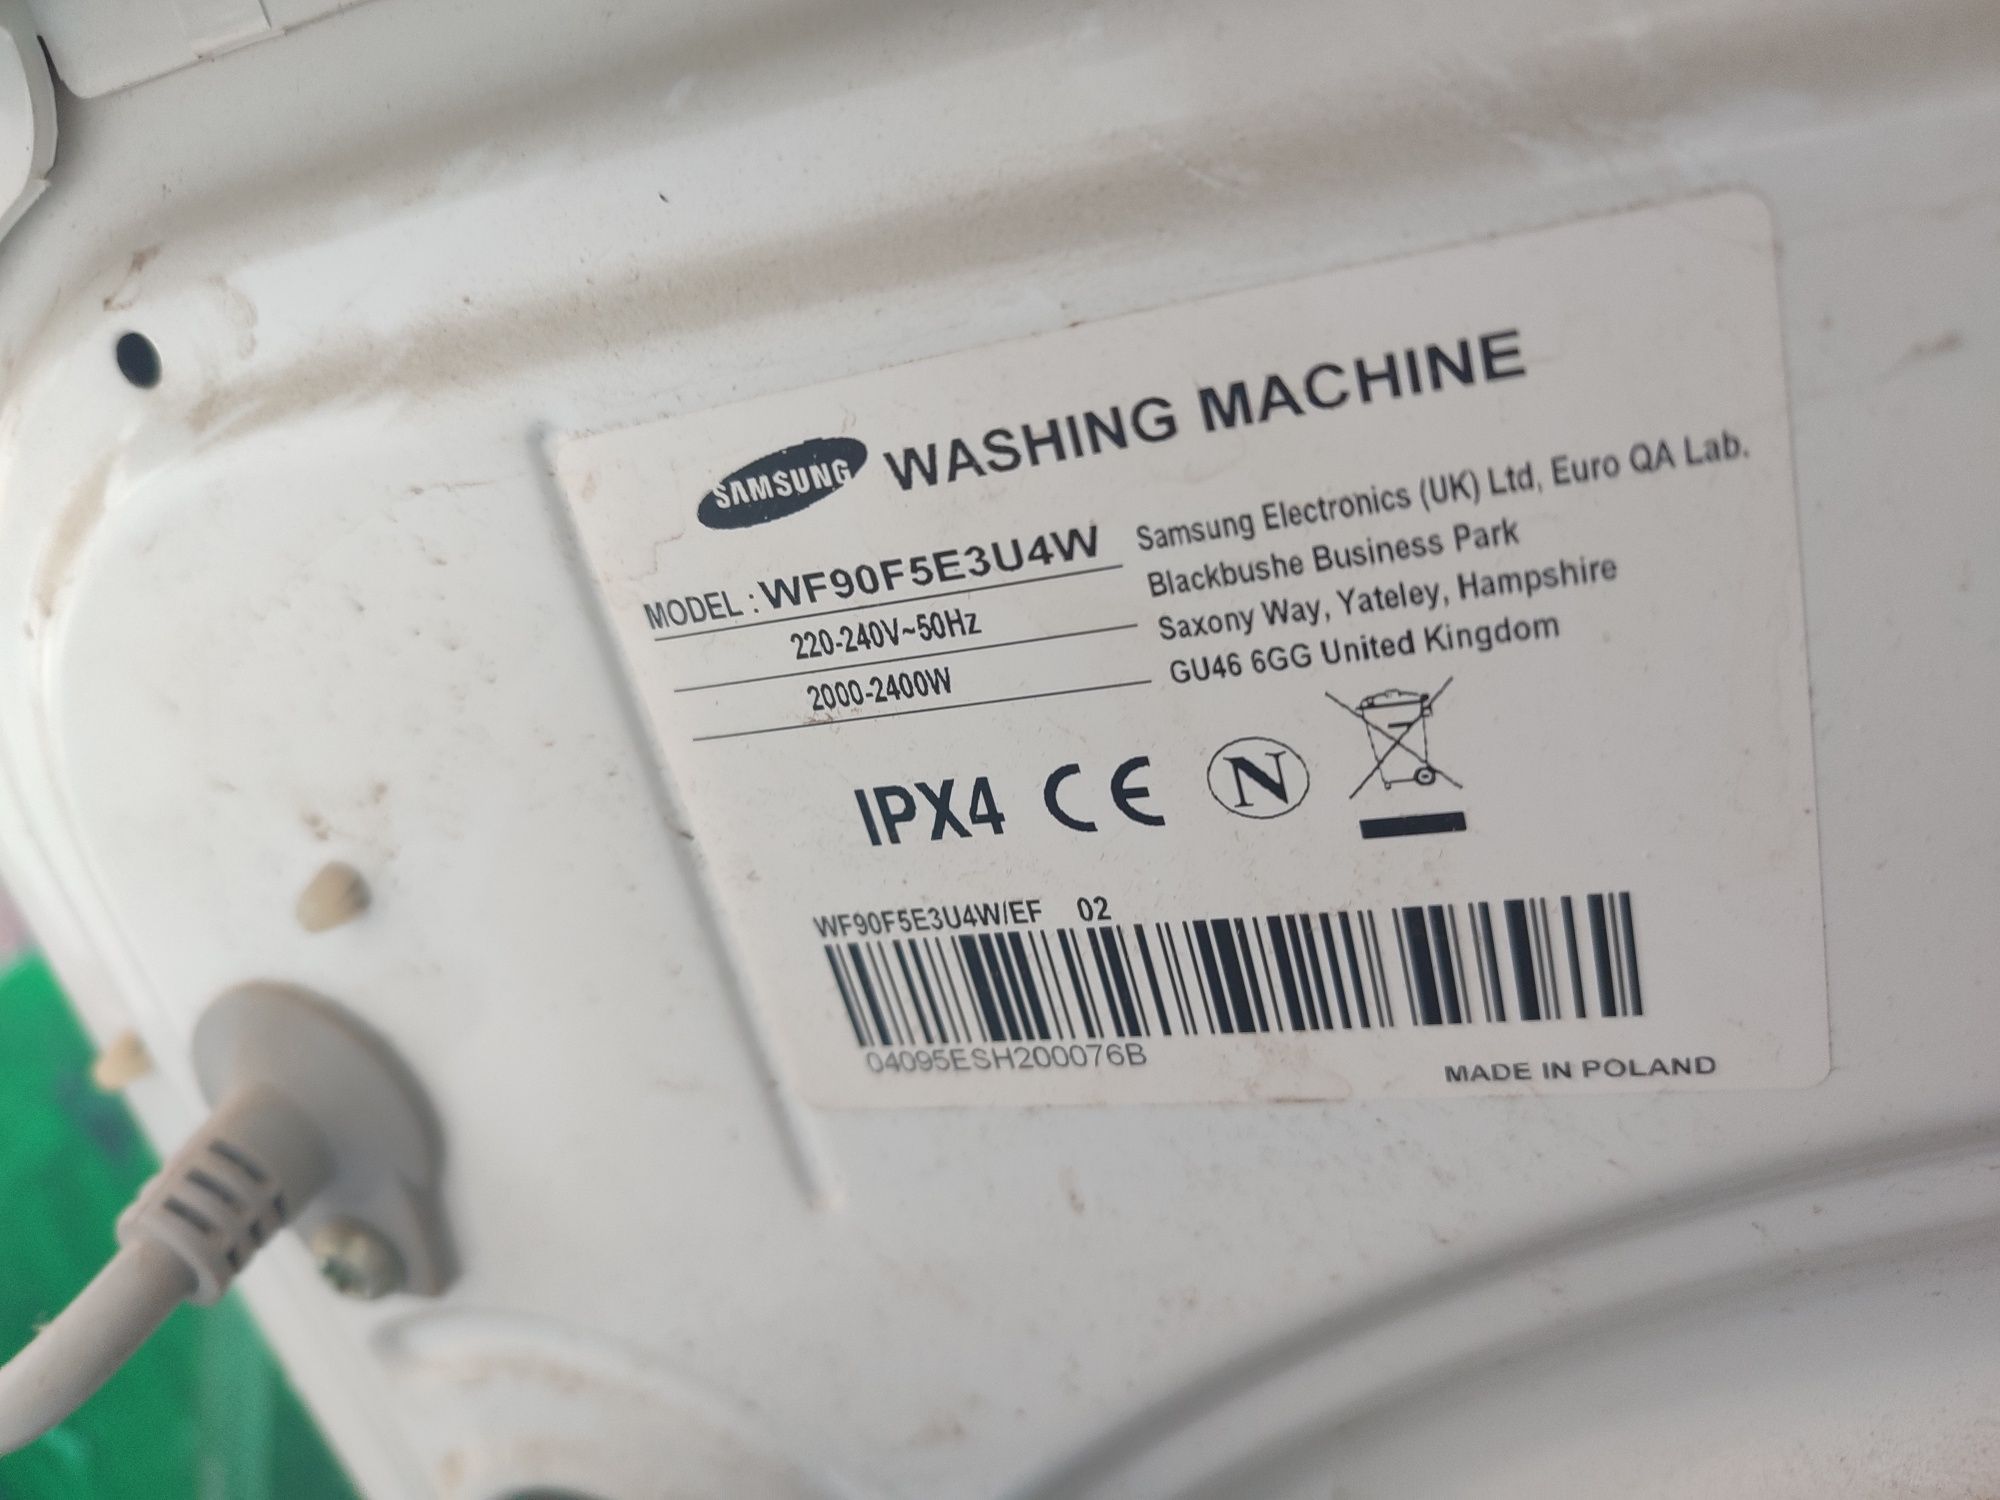 SAMSUNG WASHING MACHINE
MODEL : WF90F5E3U4W
220-240V~50Hz
2000-2400W
Samsung Electronics (UK) Ltd, Euro QA Lab.
Blackbushe Business Park
Saxony Way, Yateley, Hampshire
GU46 6GG United Kingdom
IPX4 CE N
WF90F5E3U4W/EF 02
04095ESH200076B
MADE IN POLAND